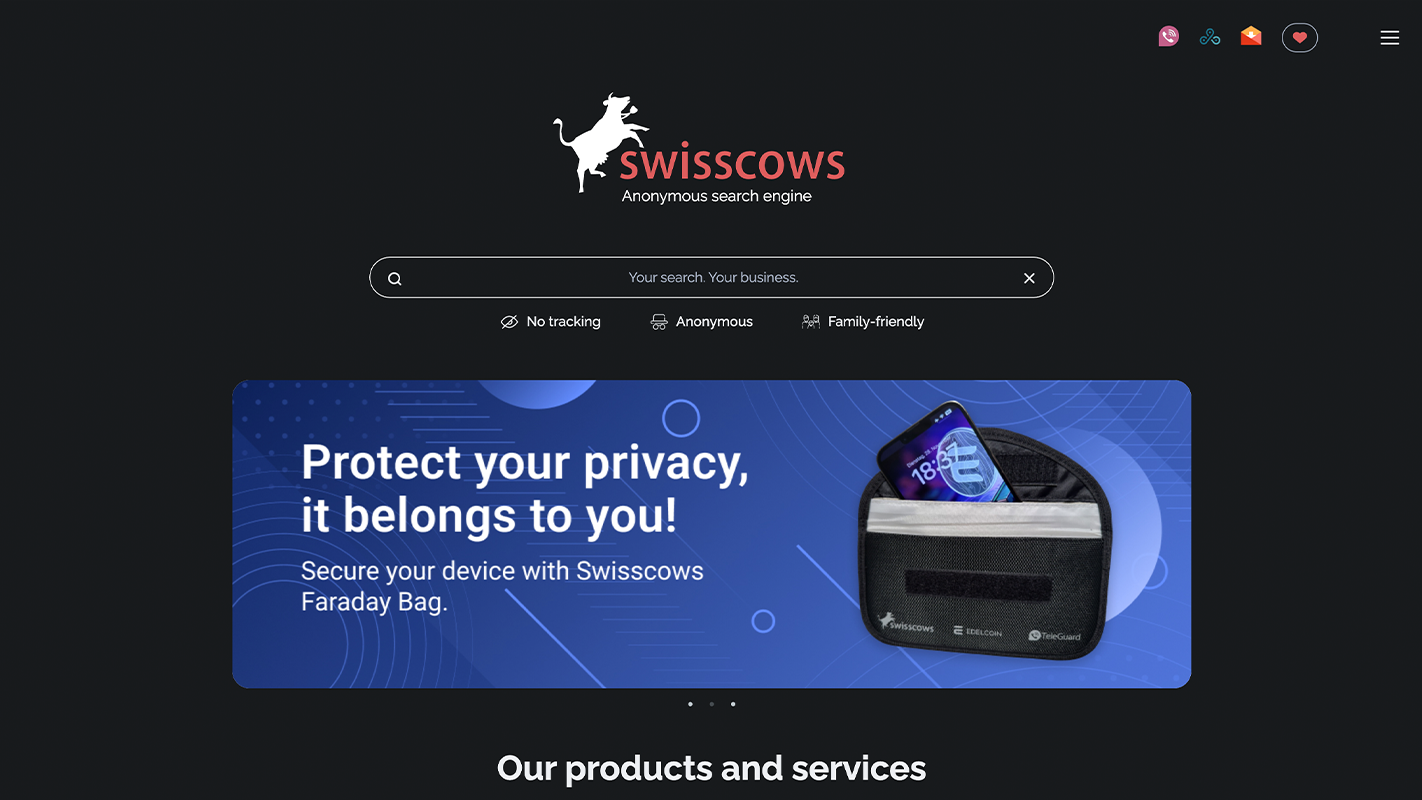 swisscows
Anonymous search engine
Your search. Your business.
No tracking
Anonymous
Family-friendly
Protect your privacy,
it belongs to you!
Secure your device with Swisscows
Faraday Bag.
18:37
swisscows
EDELCOIN
TeleGuard
Our products and services